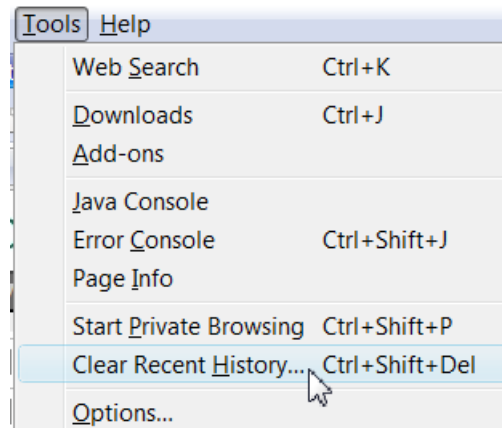 Tools Help
Web Search Ctrl+K
Downloads Ctrl+J
Add-ons
Java Console
Error Console Ctrl+Shift+J
Page Info
Start Private Browsing Ctrl+Shift+P
Clear Recent History... Ctrl+Shift+Del
Options...